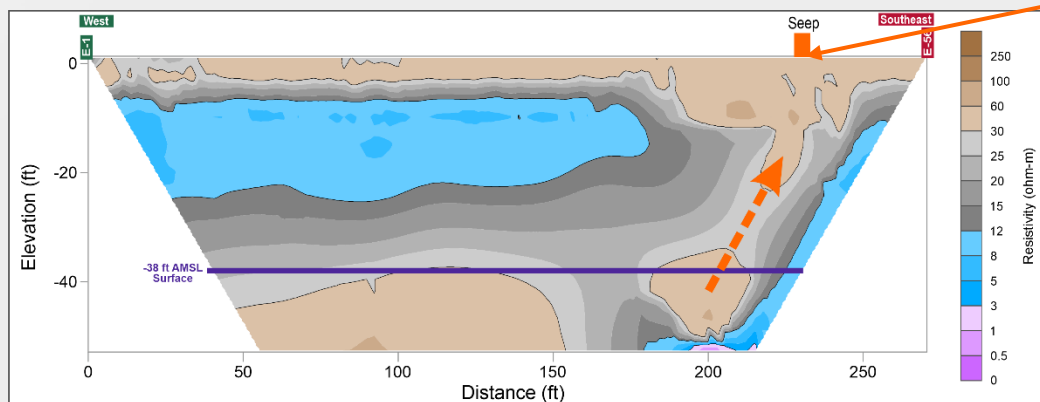 West
E-1
Seep
Southeast
E-56
0
-20
-40
Elevation (ft)
-38 ft AMSL
Surface
0
50
100
150
200
250
Distance (ft)
250
100
60
30
25
20
15
12
8
5
3
1
0.5
0
Resistivity (ohm-m)